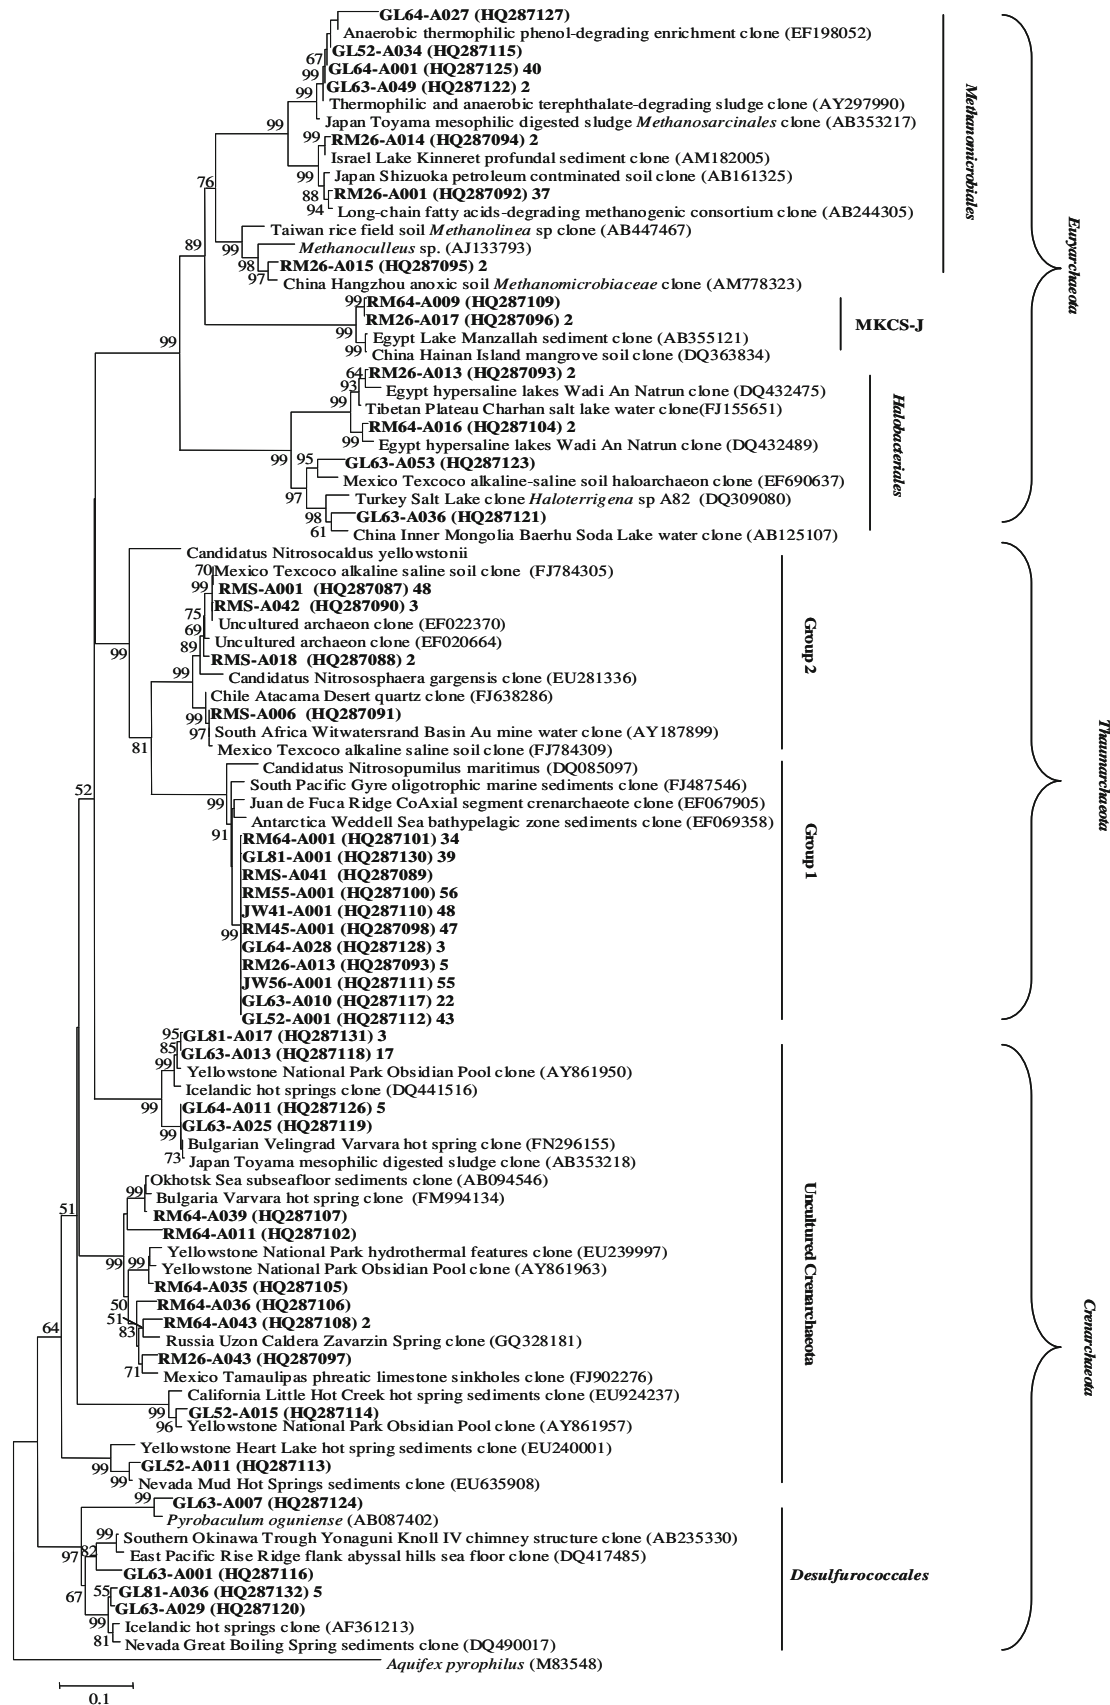 GL64-A027 (HQ287127)
Anaerobic thermophilic phenol-degrading enrichment clone (EF198052)
GL52-A034 (HQ287115)
67
GL64-A001 (HQ287125) 40
99
GL63-A049 (HQ287122) 2
99
Thermophilic and anaerobic terephthalate-degrading sludge clone (AY297990)
Japan Toyama mesophilic digested sludge Methanosarcinales clone (AB353217)
99
99
RM26-A014 (HQ287094) 2
Israel Lake Kinneret profundal sediment clone (AM182005)
99
Japan Shizuoka petroleum contminated soil clone (AB161325)
76
88
RM26-A001 (HQ287092) 37
94
Long-chain fatty acids-degrading methanogenic consortium clone (AB244305)
Methanomicrobiales
Taiwan rice field soil Methanolinea sp clone (AB447467)
89
99
Methanoculleus sp. (AJ133793)
98
RM26-A015 (HQ287095) 2
97
China Hangzhou anoxic soil Methanomicrobiaceae clone (AM778323)
Euryarchaeota
99
RM64-A009 (HQ287109)
RM26-A017 (HQ287096) 2
MKCS-J
99
Egypt Lake Manzallah sediment clone (AB355121)
99
99
China Hainan Island mangrove soil clone (DQ363834)
64
RM26-A013 (HQ287093) 2
93
Egypt hypersaline lakes Wadi An Natrun clone (DQ432475)
99
Tibetan Plateau Charhan salt lake water clone(FJ155651)
RM64-A016 (HQ287104) 2
99
Egypt hypersaline lakes Wadi An Natrun clone (DQ432489)
Halobacteriales
99
95
GL63-A053 (HQ287123)
Mexico Texcoco alkaline-saline soil haloarchaeon clone (EF690637)
97
Turkey Salt Lake clone Haloterrigena sp A82 (DQ309080)
98
GL63-A036 (HQ287121)
61
China Inner Mongolia Baerhu Soda Lake water clone (AB125107)
Candidatus Nitrosocaldus yellowstonii
70
Mexico Texcoco alkaline saline soil clone (FJ784305)
99
RMS-A001 (HQ287087) 48
RMS-A042 (HQ287090) 3
75
Uncultured archaeon clone (EF022370)
69
Uncultured archaeon clone (EF020664)
89
99
RMS-A018 (HQ287088) 2
Group 2
99
Candidatus Nitrososphaera gargensis clone (EU281336)
Chile Atacama Desert quartz clone (FJ638286)
99
RMS-A006 (HQ287091)
97
South Africa Witwatersrand Basin Au mine water clone (AY187899)
81
Mexico Texcoco alkaline saline soil clone (FJ784309)
Candidatus Nitrosopumilus maritimus (DQ085097)
Thaumarchaeota
South Pacific Gyre oligotrophic marine sediments clone (FJ487546)
52
99
Juan de Fuca Ridge CoAxial segment crenarchaeote clone (EF067905)
Antarctica Weddell Sea bathypelagic zone sediments clone (EF069358)
91
RM64-A001 (HQ287101) 34
GL81-A001 (HQ287130) 39
Group 1
RMS-A041 (HQ287089)
RM55-A001 (HQ287100) 56
JW41-A001 (HQ287110) 48
RM45-A001 (HQ287098) 47
99
GL64-A028 (HQ287128) 3
RM26-A013 (HQ287093) 5
JW56-A001 (HQ287111) 55
GL63-A010 (HQ287117) 22
GL52-A001 (HQ287112) 43
95
GL81-A017 (HQ287131) 3
85
GL63-A013 (HQ287118) 17
99
Yellowstone National Park Obsidian Pool clone (AY861950)
Icelandic hot springs clone (DQ441516)
99
GL64-A011 (HQ287126) 5
GL63-A025 (HQ287119)
99
Bulgarian Velingrad Varvara hot spring clone (FN296155)
73
Japan Toyama mesophilic digested sludge clone (AB353218)
Okhotsk Sea subseafloor sediments clone (AB094546)
99
Bulgaria Varvara hot spring clone (FM994134)
51
RM64-A039 (HQ287107)
RM64-A011 (HQ287102)
Yellowstone National Park hydrothermal features clone (EU239997)
99
99
Yellowstone National Park Obsidian Pool clone (AY861963)
RM64-A035 (HQ287105)
Uncultured Crenarchaeota
50
RM64-A036 (HQ287106)
51
RM64-A043 (HQ287108) 2
83
64
Russia Uzon Caldera Zavarzin Spring clone (GQ328181)
RM26-A043 (HQ287097)
71
Mexico Tamaulipas phreatic limestone sinkholes clone (FJ902276)
Crenarchaeota
California Little Hot Creek hot spring sediments clone (EU924237)
99
GL52-A015 (HQ287114)
96
Yellowstone National Park Obsidian Pool clone (AY861957)
Yellowstone Heart Lake hot spring sediments clone (EU240001)
99
GL52-A011 (HQ287113)
99
Nevada Mud Hot Springs sediments clone (EU635908)
99
GL63-A007 (HQ287124)
Pyrobaculum oguniense (AB087402)
99
Southern Okinawa Trough Yonaguni Knoll IV chimney structure clone (AB235330)
97
82
East Pacific Rise Ridge flank abyssal hills sea floor clone (DQ417485)
GL63-A001 (HQ287116)
Desulfurococcales
67
55
GL81-A036 (HQ287132) 5
GL63-A029 (HQ287120)
99
Icelandic hot springs clone (AF361213)
81
Nevada Great Boiling Spring sediments clone (DQ490017)
Aquifex pyrophilus (M83548)
0.1